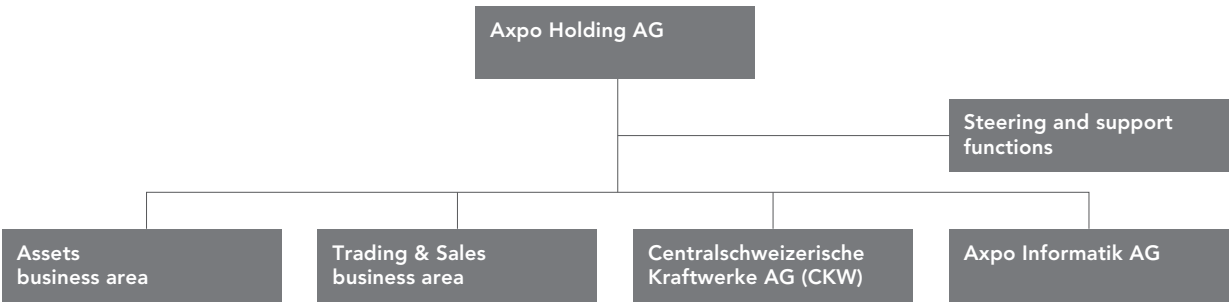 Axpo Holding AG
Steering and support
functions
Assets
business area
Trading & Sales
business area
Centralschweizerische
Kraftwerke AG (CKW)
Axpo Informatik AG